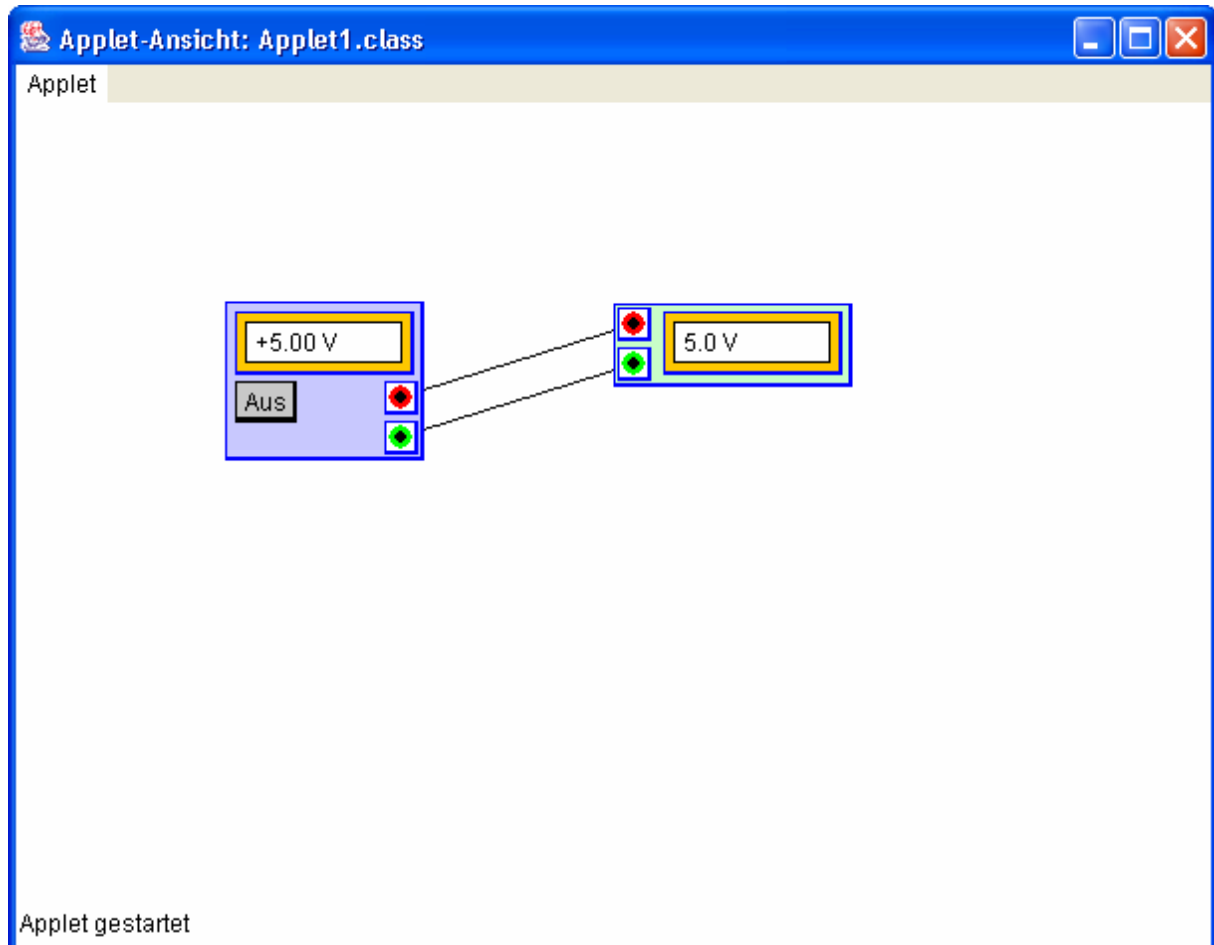 Applet-Ansicht: Applet1.class
Applet
+5.00 V
5.0 V
Aus
Applet gestartet